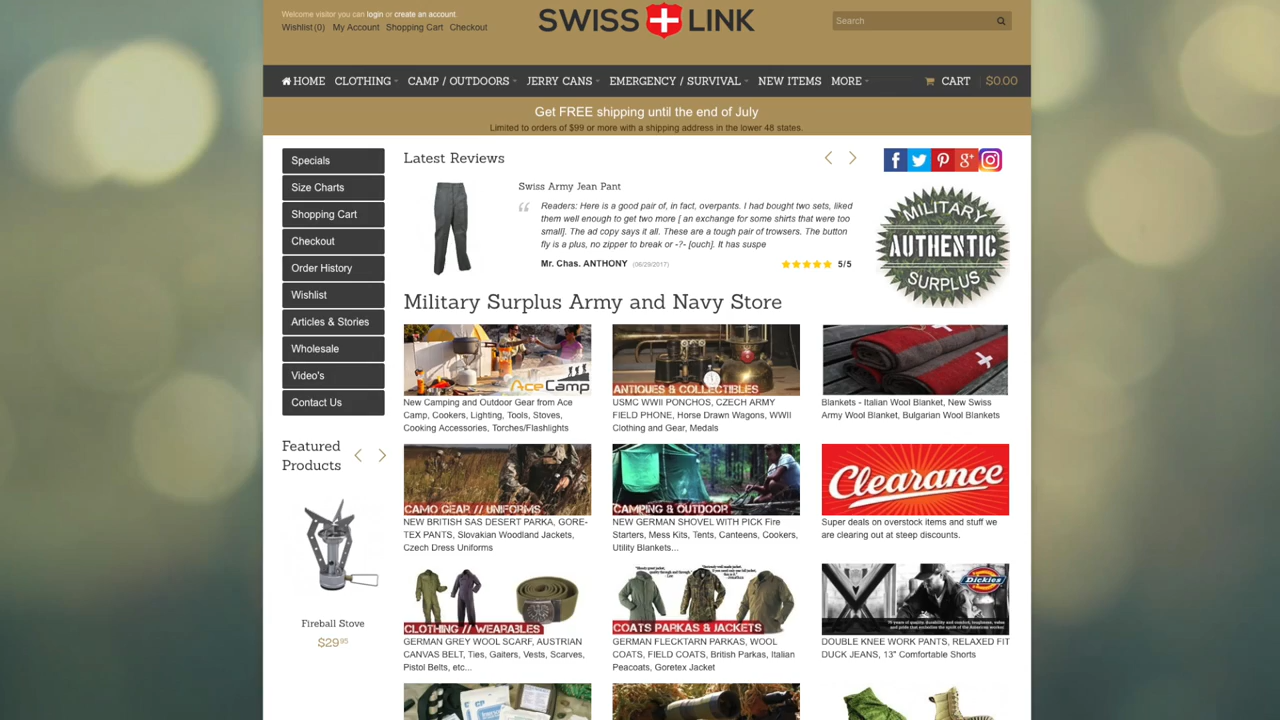 Welcome visitor you can login or create an account.
Wishlist (0) My Account Shopping Cart Checkout
SWISS LINK
Search
HOME CLOTHING CAMP / OUTDOORS JERRY CANS EMERGENCY / SURVIVAL NEW ITEMS MORE CART $0.00
Get FREE shipping until the end of July
Limited to orders of $99 or more with a shipping address in the lower 48 states.
Specials
Size Charts
Shopping Cart
Checkout
Order History
Wishlist
Articles & Stories
Wholesale
Video's
Contact Us
Featured
Products
Fireball Stove
$29.95
Latest Reviews
Swiss Army Jean Pant
Readers: Here is a good pair of, in fact, overpants. I had bought two sets, liked
them well enough to get two more [ an exchange for some shirts that were too
small]. The ad copy says it all. These are a tough pair of trowsers. The button
fly is a plus, no zipper to break or -?- [ouch]. It has suspe
Mr. Chas. ANTHONY (06/29/2017)
5/5
MILITARY
AUTHENTIC
SURPLUS
Military Surplus Army and Navy Store
AceCamp
New Camping and Outdoor Gear from Ace
Camp, Cookers, Lighting, Tools, Stoves,
Cooking Accessories, Torches/Flashlights
ANTIQUES & COLLECTIBLES
USMC WWII PONCHOS, CZECH ARMY
FIELD PHONE, Horse Drawn Wagons, WWII
Clothing and Gear, Medals
Blankets - Italian Wool Blanket, New Swiss
Army Wool Blanket, Bulgarian Wool Blankets
CAMO GEAR // UNIFORMS
NEW BRITISH SAS DESERT PARKA, GORE-
TEX PANTS, Slovakian Woodland Jackets,
Czech Dress Uniforms
CAMPING & OUTDOOR
NEW GERMAN SHOVEL WITH PICK Fire
Starters, Mess Kits, Tents, Canteens, Cookers,
Utility Blankets...
Clearance
Super deals on overstock items and stuff we
are clearing out at steep discounts.
CLOTHING // WEARABLES
GERMAN GREY WOOL SCARF, AUSTRIAN
CANVAS BELT, Ties, Gaiters, Vests, Scarves,
Pistol Belts, etc...
COATS PARKAS & JACKETS
GERMAN FLECKTARN PARKAS, WOOL
COATS, FIELD COATS, British Parkas, Italian
Peacoats, Goretex Jacket
Dickies
DOUBLE KNEE WORK PANTS, RELAXED FIT
DUCK JEANS, 13" Comfortable Shorts